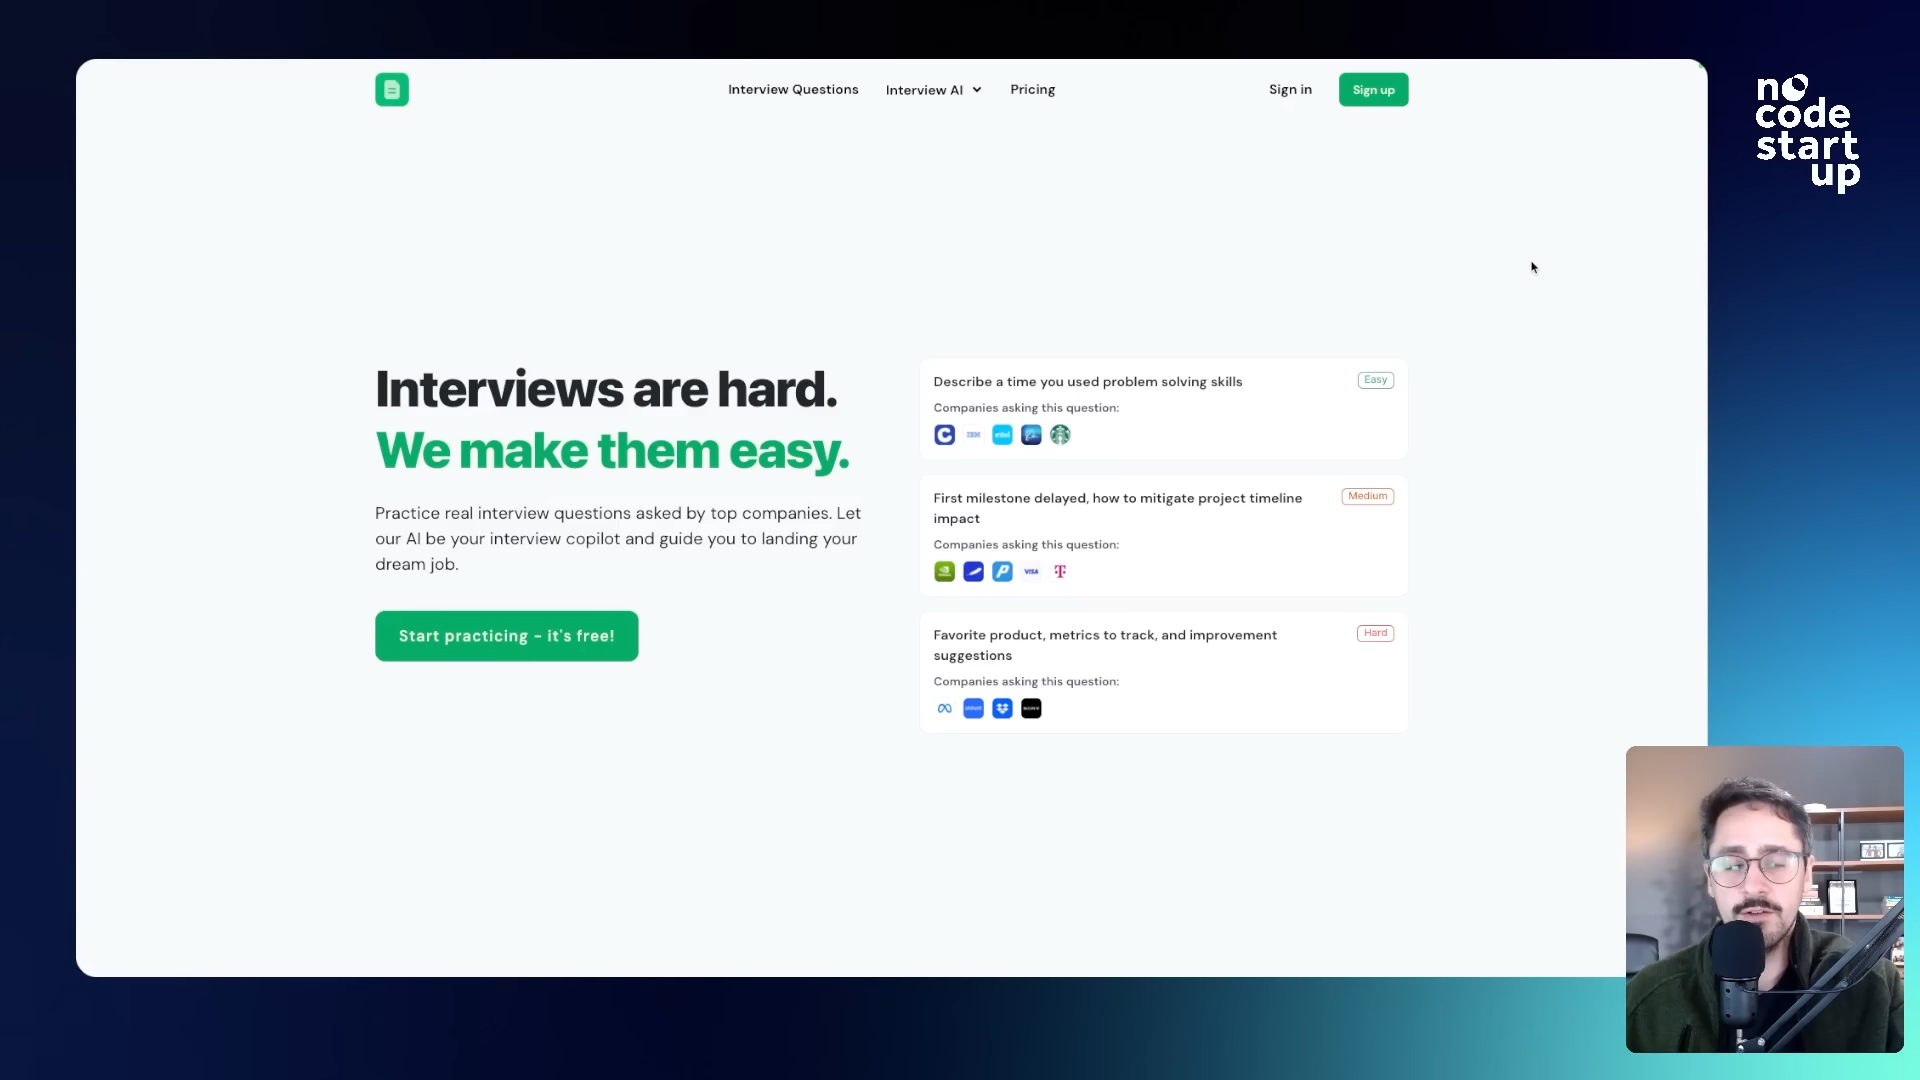 Interview Questions
Interview AI
Pricing
Sign in
Sign up
no
code
start
up
Interviews are hard.
We make them easy.
Practice real interview questions asked by top companies. Let
our AI be your interview copilot and guide you to landing your
dream job.
Start practicing - it's free!
Describe a time you used problem solving skills
Easy
Companies asking this question:
IBM
intel
First milestone delayed, how to mitigate project timeline
impact
Medium
Companies asking this question:
VISA
Favorite product, metrics to track, and improvement
suggestions
Hard
Companies asking this question:
SONY